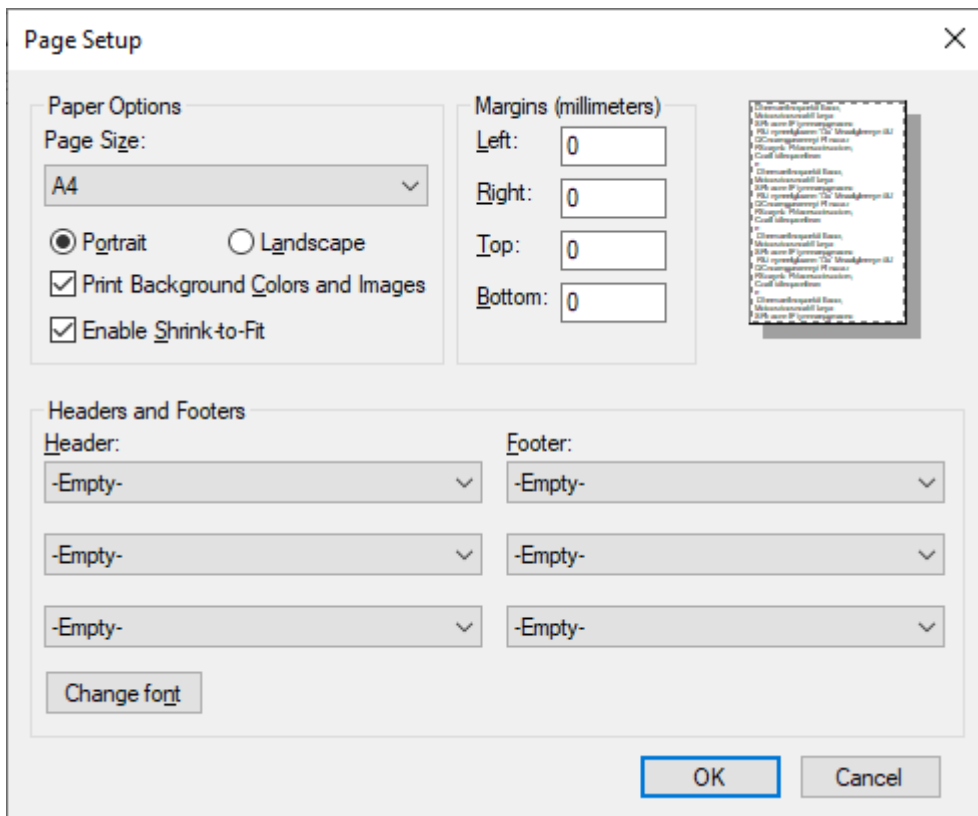 Page Setup
Paper Options
Page Size:
A4
Portrait
Landscape
Print Background Colors and Images
Enable Shrink-to-Fit
Margins (millimeters)
Left: 0
Right: 0
Top: 0
Bottom: 0
Headers and Footers
Header:
-Empty-
-Empty-
-Empty-
Footer:
-Empty-
-Empty-
-Empty-
Change font
OK
Cancel